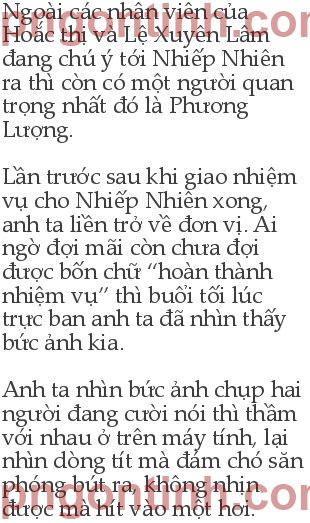 Ngoài các nhân viên của
Hoắc thị và Lệ Xuyên Lâm
đang chú ý tới Nhiếp Nhiên
ra thì còn có một người quan
trọng nhất đó là Phương
Lượng.
Lần trước sau khi giao nhiệm
vụ cho Nhiếp Nhiên xong,
anh ta liền trở về đơn vị. Ai
ngờ đợi mãi còn chưa đợi
được bốn chữ “hoàn thành
nhiệm vụ” thì buổi tối lúc
trực ban anh ta đã nhìn thấy
bức ảnh kia.
Anh ta nhìn bức ảnh chụp hai
người đang cười nói thì thầm
với nhau ở trên máy tính, lại
nhìn dòng tít mà đám chó săn
phóng bút ra, không nhịn
được mà hít vào một hơi.